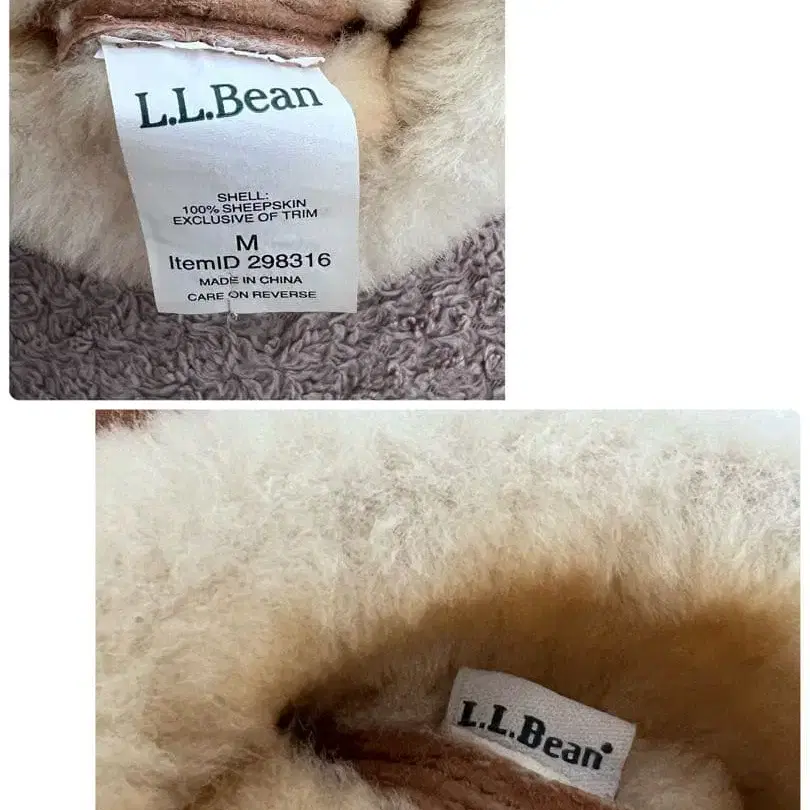 L.L.Bean
SHELL:
100% SHEEPSKIN
EXCLUSIVE OF TRIM
M
ItemID 298316
MADE IN CHINA
CARE ON REVERSE
L.L.Bean